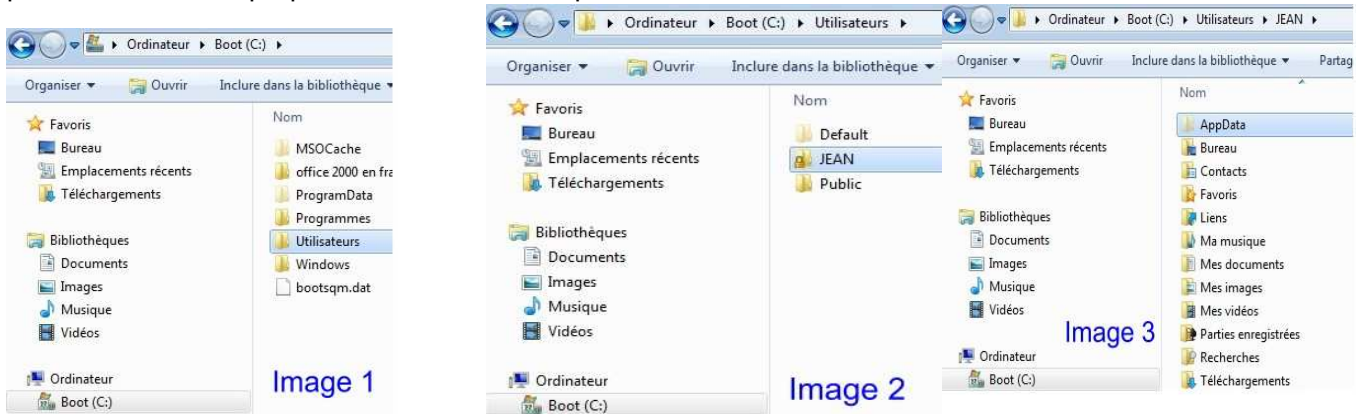 Ordinateur Boot (C:)
Organiser Ouvrir Inclure dans la bibliothèque
Favoris
Bureau
Emplacements récents
Téléchargements
Bibliothèques
Documents
Images
Musique
Vidéos
Ordinateur
Boot (C:)
Nom
MSOCache
office 2000 en fra
ProgramData
Programmes
Utilisateurs
Windows
bootsqm.dat
Image 1
Ordinateur Boot (C:) Utilisateurs
Organiser Ouvrir Inclure dans la bibliothèque
Favoris
Bureau
Emplacements récents
Téléchargements
Bibliothèques
Documents
Images
Musique
Vidéos
Ordinateur
Boot (C:)
Nom
Default
JEAN
Public
Image 2
Ordinateur Boot (C:) Utilisateurs JEAN
Organiser Ouvrir Inclure dans la bibliothèque Partag
Favoris
Bureau
Emplacements récents
Téléchargements
Bibliothèques
Documents
Images
Musique
Vidéos
Ordinateur
Boot (C:)
Nom
AppData
Bureau
Contacts
Favoris
Liens
Ma musique
Mes documents
Mes images
Mes vidéos
Parties enregistrées
Recherches
Téléchargements
Image 3